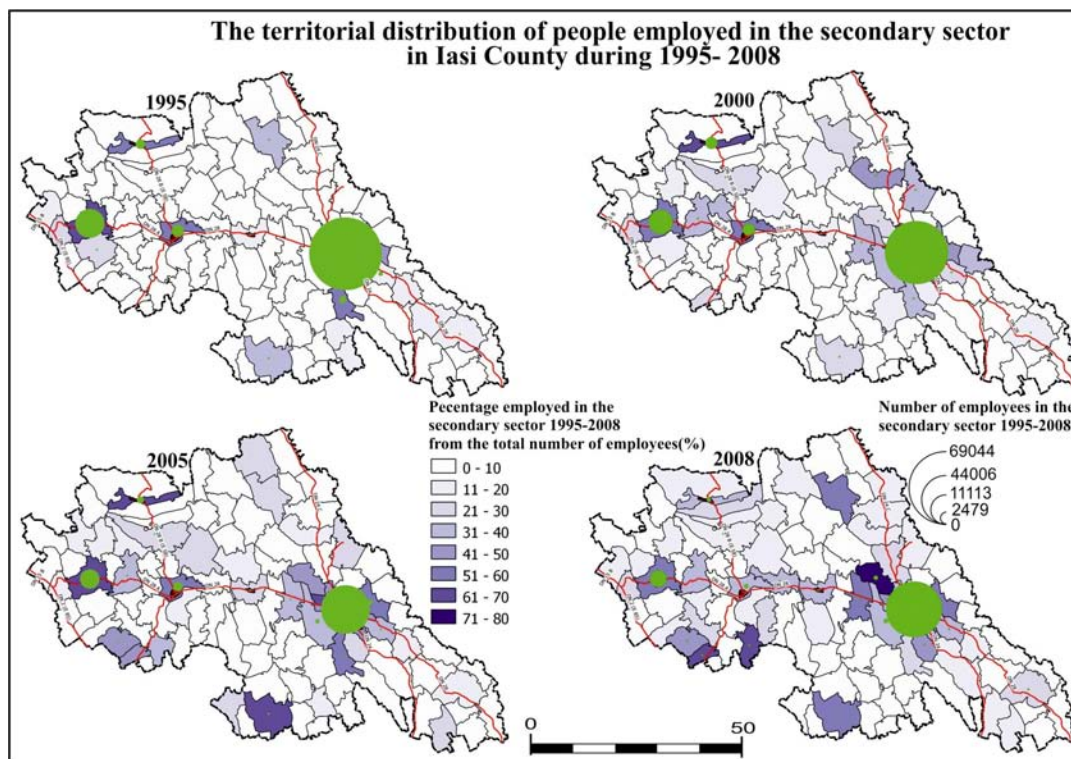 The territorial distribution of people employed in the secondary sector
in Iasi County during 1995- 2008
1995
2000
Pecentage employed in the
secondary sector 1995-2008
from the total number of employees(%)
0 - 10
11 - 20
21 - 30
31 - 40
41 - 50
51 - 60
61 - 70
71 - 80
Number of employees in the
secondary sector 1995-2008
69044
44006
11113
2479
0
2005
2008
0
50